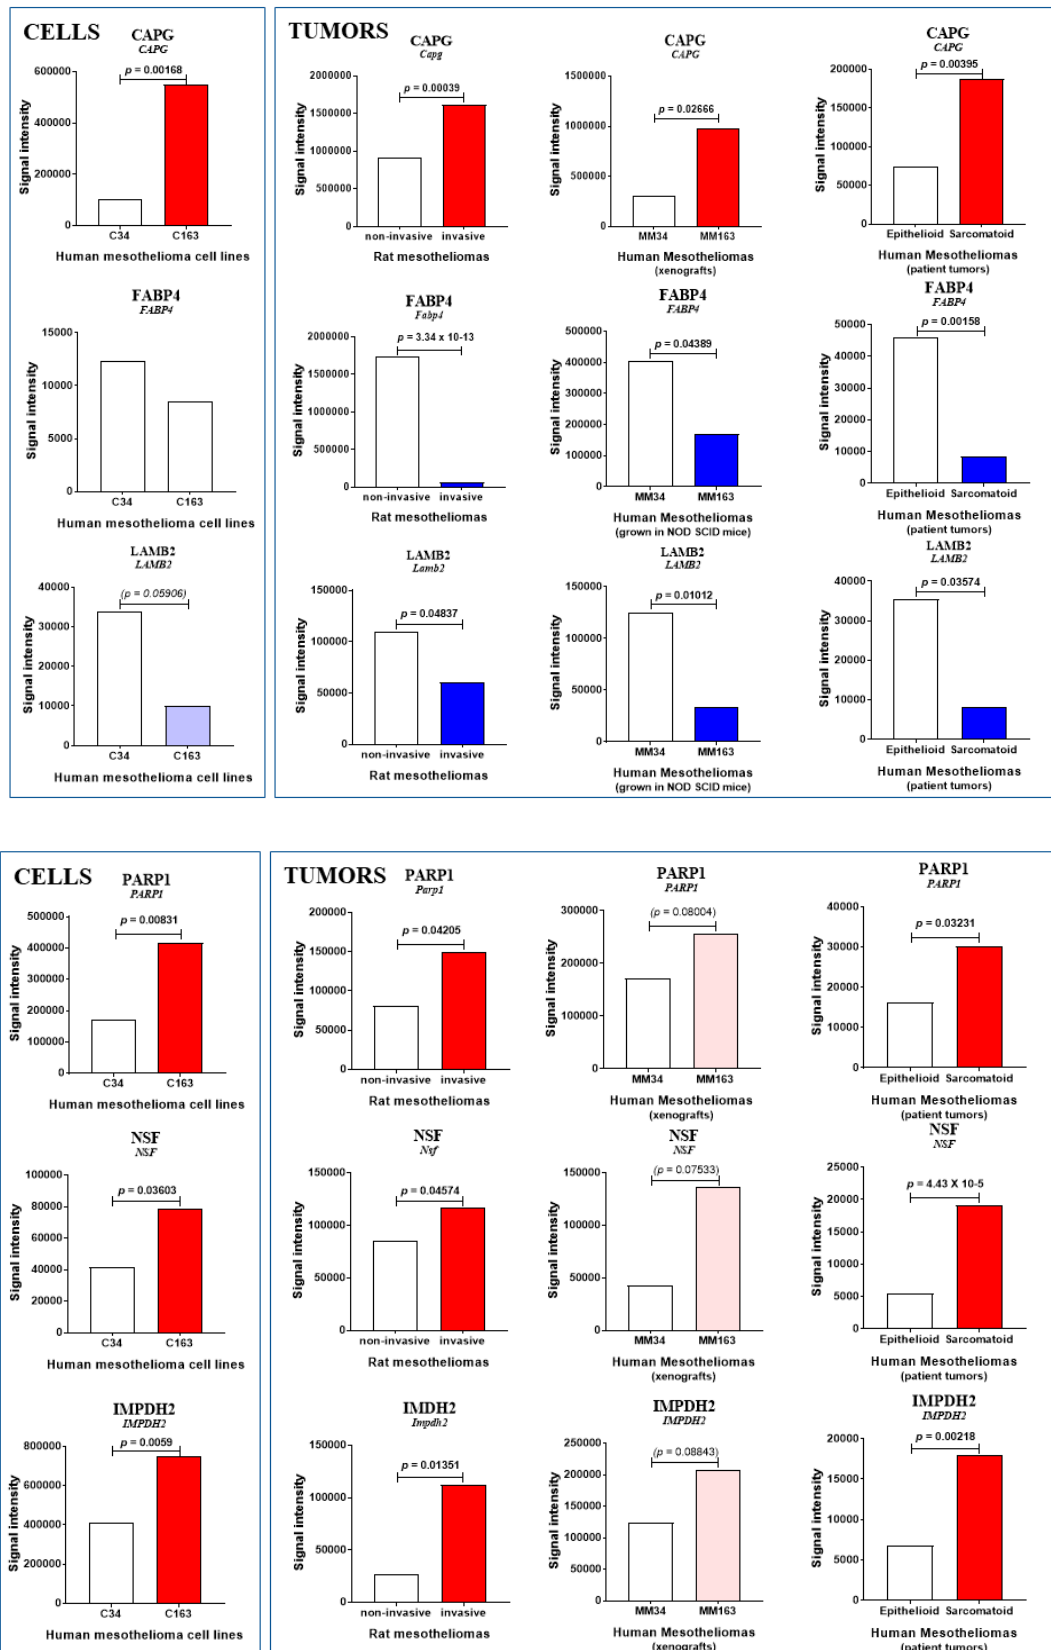 CELLS
CAPG
CAPG
p = 0.00168
600000
400000
200000
0
Signal intensity
C34 C163
Human mesothelioma cell lines
FABP4
FABP4
15000
10000
5000
0
Signal intensity
C34 C163
Human mesothelioma cell lines
LAMB2
LAMB2
(p = 0.05906)
40000
30000
20000
10000
0
Signal intensity
C34 C163
Human mesothelioma cell lines
TUMORS
CAPG
Capg
p = 0.00039
2000000
1500000
1000000
500000
0
Signal intensity
non-invasive invasive
Rat mesotheliomas
CAPG
CAPG
p = 0.02666
1500000
1000000
500000
0
Signal intensity
MM34 MM163
Human Mesotheliomas
(xenografts)
CAPG
CAPG
p = 0.00395
200000
150000
100000
50000
0
Signal intensity
Epithelioid Sarcomatoid
Human Mesotheliomas
(patient tumors)
FABP4
Fabp4
p = 3.34 x 10-13
2000000
1500000
1000000
500000
0
Signal intensity
non-invasive invasive
Rat mesotheliomas
FABP4
FABP4
p = 0.04389
500000
400000
300000
200000
100000
0
Signal intensity
MM34 MM163
Human Mesotheliomas
(grown in NOD SCID mice)
FABP4
FABP4
p = 0.00158
50000
40000
30000
20000
10000
0
Signal intensity
Epithelioid Sarcomatoid
Human Mesotheliomas
(patient tumors)
LAMB2
Lamb2
p = 0.04837
150000
100000
50000
0
Signal intensity
non-invasive invasive
Rat mesotheliomas
LAMB2
LAMB2
p = 0.01012
150000
100000
50000
0
Signal intensity
MM34 MM163
Human Mesotheliomas
(grown in NOD SCID mice)
LAMB2
LAMB2
p = 0.03574
40000
30000
20000
10000
0
Signal intensity
Epithelioid Sarcomatoid
Human Mesotheliomas
(patient tumors)
CELLS
PARP1
PARP1
p = 0.00831
500000
400000
300000
200000
100000
0
Signal intensity
C34 C163
Human mesothelioma cell lines
NSF
NSF
p = 0.03603
100000
80000
60000
40000
20000
0
Signal intensity
C34 C163
Human mesothelioma cell lines
IMPDH2
IMPDH2
p = 0.0059
800000
600000
400000
200000
0
Signal intensity
C34 C163
Human mesothelioma cell lines
TUMORS
PARP1
Parp1
p = 0.04205
200000
150000
100000
50000
0
Signal intensity
non-invasive invasive
Rat mesotheliomas
PARP1
PARP1
(p = 0.08004)
300000
200000
100000
0
Signal intensity
MM34 MM163
Human Mesotheliomas
(xenografts)
PARP1
PARP1
p = 0.03231
40000
30000
20000
10000
0
Signal intensity
Epithelioid Sarcomatoid
Human Mesotheliomas
(patient tumors)
NSF
Nsf
p = 0.04574
150000
100000
50000
0
Signal intensity
non-invasive invasive
Rat mesotheliomas
NSF
NSF
(p = 0.07533)
150000
100000
50000
0
Signal intensity
MM34 MM163
Human Mesotheliomas
(xenografts)
NSF
NSF
p = 4.43 X 10-5
25000
20000
15000
10000
5000
0
Signal intensity
Epithelioid Sarcomatoid
Human Mesotheliomas
(patient tumors)
IMDH2
Impdh2
p = 0.01351
150000
100000
50000
0
Signal intensity
non-invasive invasive
Rat mesotheliomas
IMPDH2
IMPDH2
(p = 0.08843)
250000
200000
150000
100000
50000
0
Signal intensity
MM34 MM163
Human Mesotheliomas
(xenografts)
IMPDH2
IMPDH2
p = 0.00218
20000
15000
10000
5000
0
Signal intensity
Epithelioid Sarcomatoid
Human Mesotheliomas
(patient tumors)